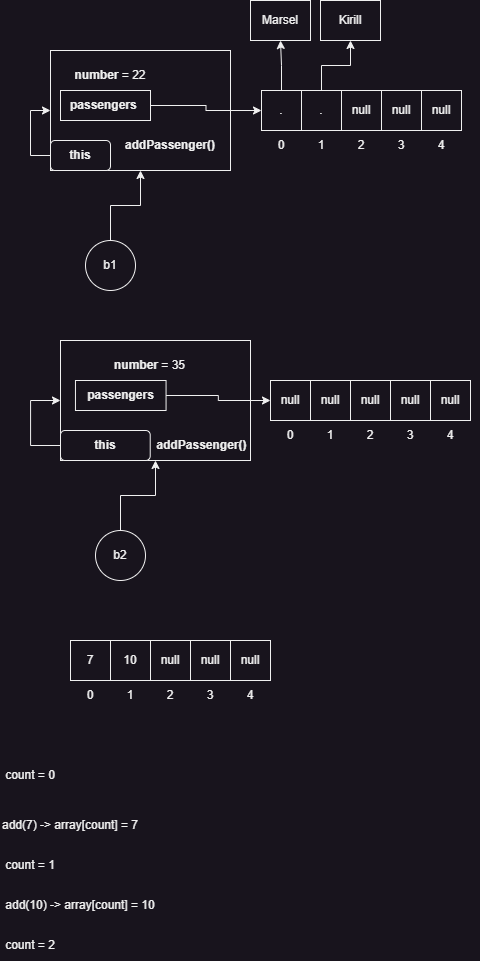 Marsel Kirill
number = 22
passengers
. . null null null
addPassenger()
0 1 2 3 4
this
b1
number = 35
passengers
null null null null null
0 1 2 3 4
this addPassenger()
b2
7 10 null null null
0 1 2 3 4
count = 0
add(7) -> array[count] = 7
count = 1
add(10) -> array[count] = 10
count = 2